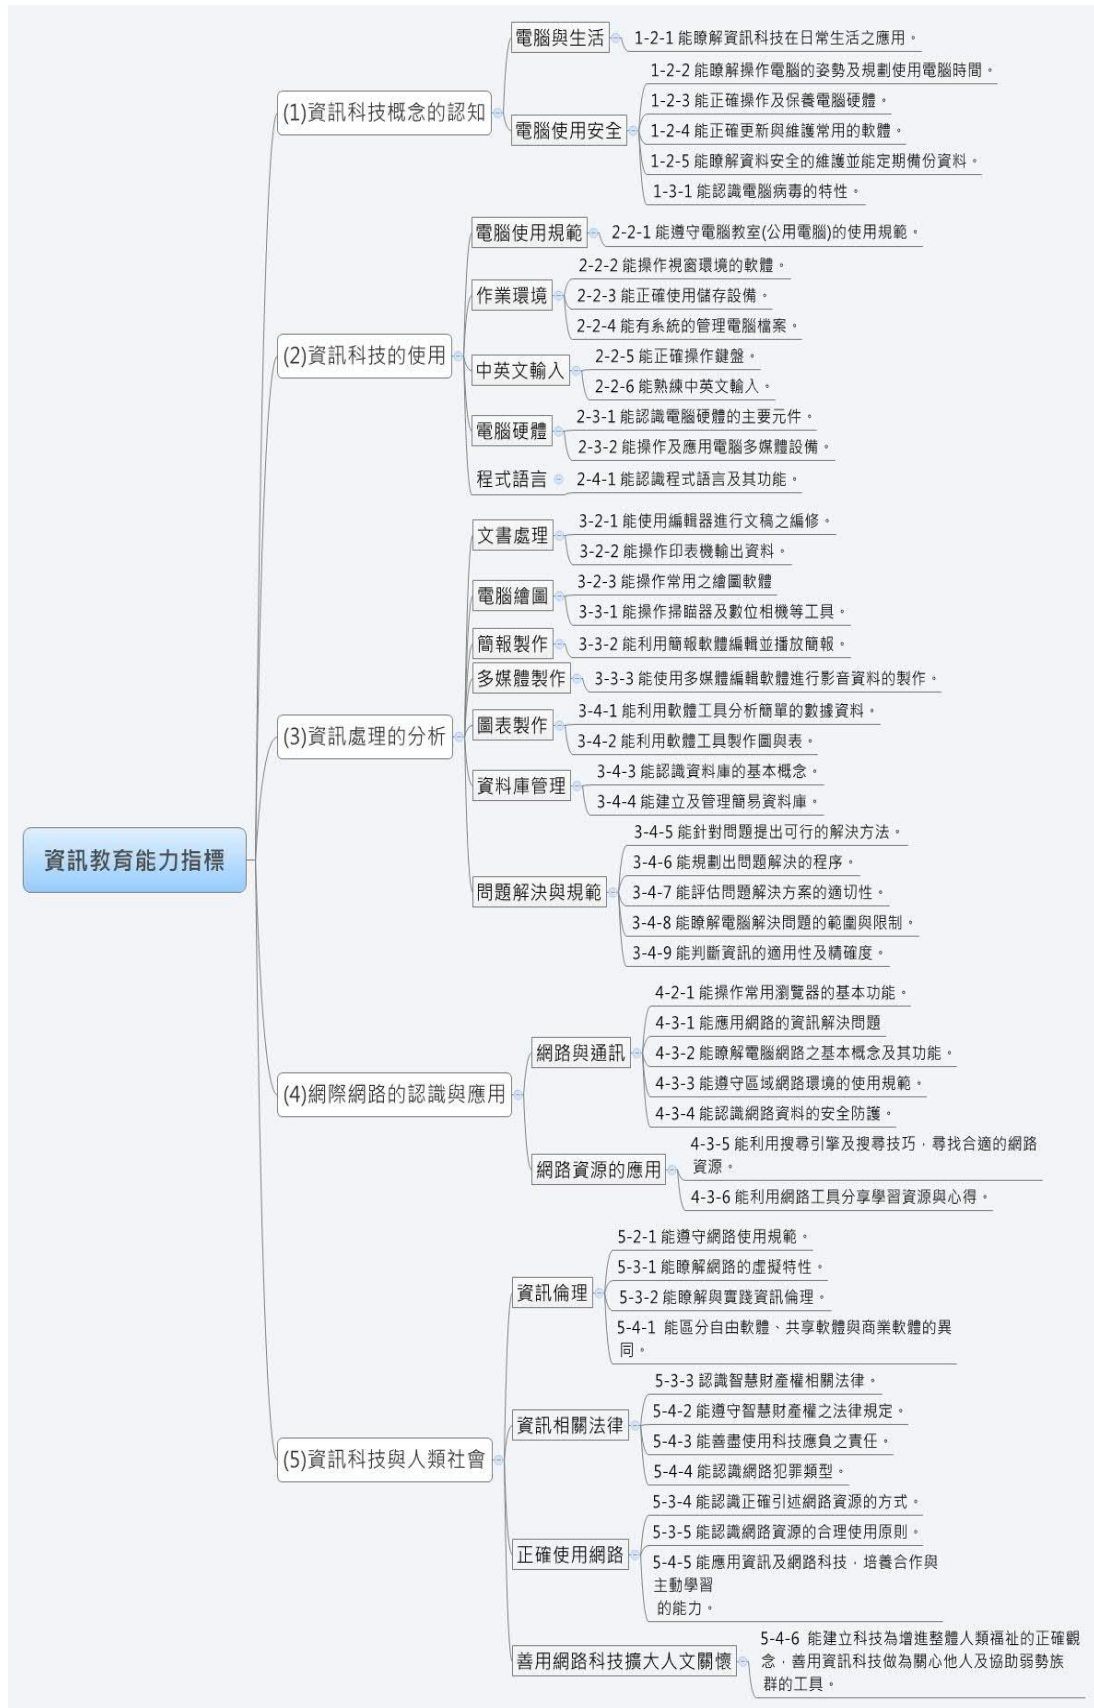 資訊教育能力指標
(1)資訊科技概念的認知
電腦與生活
1-2-1 能瞭解資訊科技在日常生活之應用。
電腦使用安全
1-2-2 能瞭解操作電腦的姿勢及規劃使用電腦時間。
1-2-3 能正確操作及保養電腦硬體。
1-2-4 能正確更新與維護常用的軟體。
1-2-5 能瞭解資料安全的維護並能定期備份資料。
1-3-1 能認識電腦病毒的特性。
(2)資訊科技的使用
電腦使用規範
2-2-1 能遵守電腦教室(公用電腦)的使用規範。
作業環境
2-2-2 能操作視窗環境的軟體。
2-2-3 能正確使用儲存設備。
2-2-4 能有系統的管理電腦檔案。
中英文輸入
2-2-5 能正確操作鍵盤。
2-2-6 能熟練中英文輸入。
電腦硬體
2-3-1 能認識電腦硬體的主要元件。
2-3-2 能操作及應用電腦多媒體設備。
程式語言
2-4-1 能認識程式語言及其功能。
(3)資訊處理的分析
文書處理
3-2-1 能使用編輯器進行文稿之編修。
3-2-2 能操作印表機輸出資料。
電腦繪圖
3-2-3 能操作常用之繪圖軟體
3-3-1 能操作掃瞄器及數位相機等工具。
簡報製作
3-3-2 能利用簡報軟體編輯並播放簡報。
多媒體製作
3-3-3 能使用多媒體編輯軟體進行影音資料的製作。
圖表製作
3-4-1 能利用軟體工具分析簡單的數據資料。
3-4-2 能利用軟體工具製作圖與表。
資料庫管理
3-4-3 能認識資料庫的基本概念。
3-4-4 能建立及管理簡易資料庫。
問題解決與規範
3-4-5 能針對問題提出可行的解決方法。
3-4-6 能規劃出問題解決的程序。
3-4-7 能評估問題解決方案的適切性。
3-4-8 能瞭解電腦解決問題的範圍與限制。
3-4-9 能判斷資訊的適用性及精確度。
(4)網際網路的認識與應用
網路與通訊
4-2-1 能操作常用瀏覽器的基本功能。
4-3-1 能應用網路的資訊解決問題
4-3-2 能瞭解電腦網路之基本概念及其功能。
4-3-3 能遵守區域網路環境的使用規範。
4-3-4 能認識網路資料的安全防護。
網路資源的應用
4-3-5 能利用搜尋引擎及搜尋技巧，尋找合適的網路
資源。
4-3-6 能利用網路工具分享學習資源與心得。
(5)資訊科技與人類社會
資訊倫理
5-2-1 能遵守網路使用規範。
5-3-1 能瞭解網路的虛擬特性。
5-3-2 能瞭解與實踐資訊倫理。
5-4-1 能區分自由軟體、共享軟體與商業軟體的異
同。
資訊相關法律
5-3-3 認識智慧財產權相關法律。
5-4-2 能遵守智慧財產權之法律規定。
5-4-3 能善盡使用科技應負之責任。
5-4-4 能認識網路犯罪類型。
正確使用網路
5-3-4 能認識正確引述網路資源的方式。
5-3-5 能認識網路資源的合理使用原則。
5-4-5 能應用資訊及網路科技，培養合作與
主動學習
的能力。
善用網路科技擴大人文關懷
5-4-6 能建立科技為增進整體人類福祉的正確觀
念，善用資訊科技做為關心他人及協助弱勢族
群的工具。